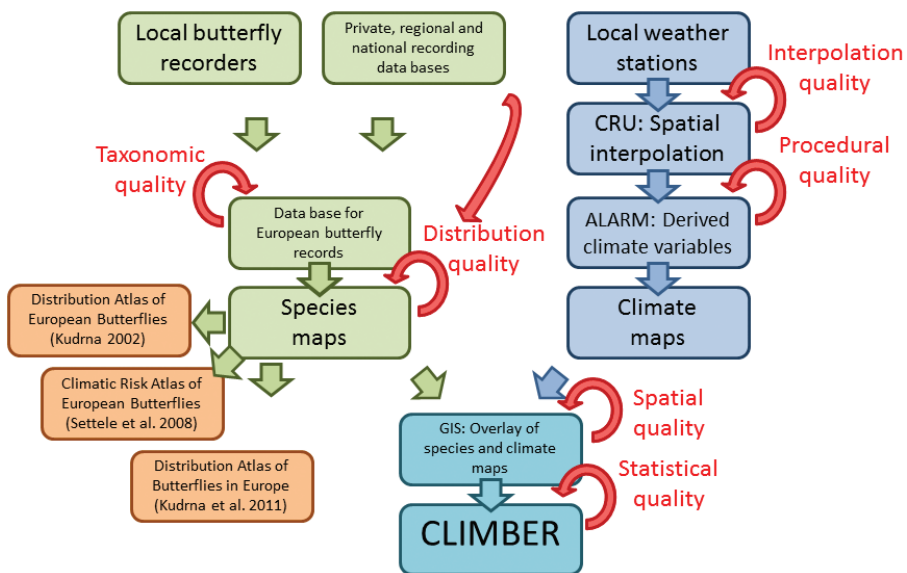 Local butterfly
recorders
Private, regional and
national recording
data bases
Local weather
stations
Interpolation
quality
CRU: Spatial
interpolation
Taxonomic
quality
Procedural
quality
Data base for
European butterfly
records
Distribution
quality
ALARM: Derived
climate variables
Distribution Atlas of
European Butterflies
(Kudrna 2002)
Species
maps
Climate
maps
Climatic Risk Atlas of
European Butterflies
(Settele et al. 2008)
Spatial
quality
GIS: Overlay of
species and climate
maps
Distribution Atlas of
Butterflies in Europe
(Kudrna et al. 2011)
Statistical
quality
CLIMBER